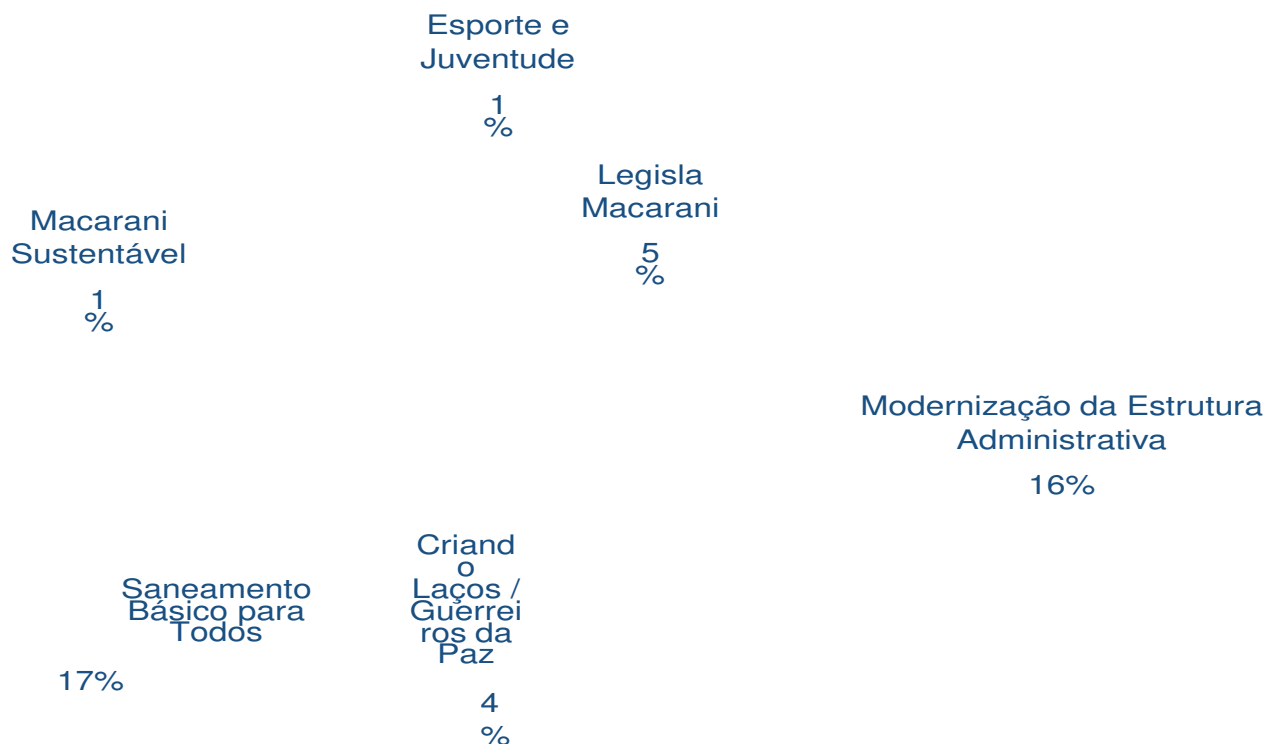 Esporte e
Juventude
1
%
Legisla
Macarani
5
%
Macarani
Sustentável
1
%
Modernização da Estrutura
Administrativa
16%
Criand
o
Laços /
Guerrei
ros da
Paz
4
%
Saneamento
Básico para
Todos
17%